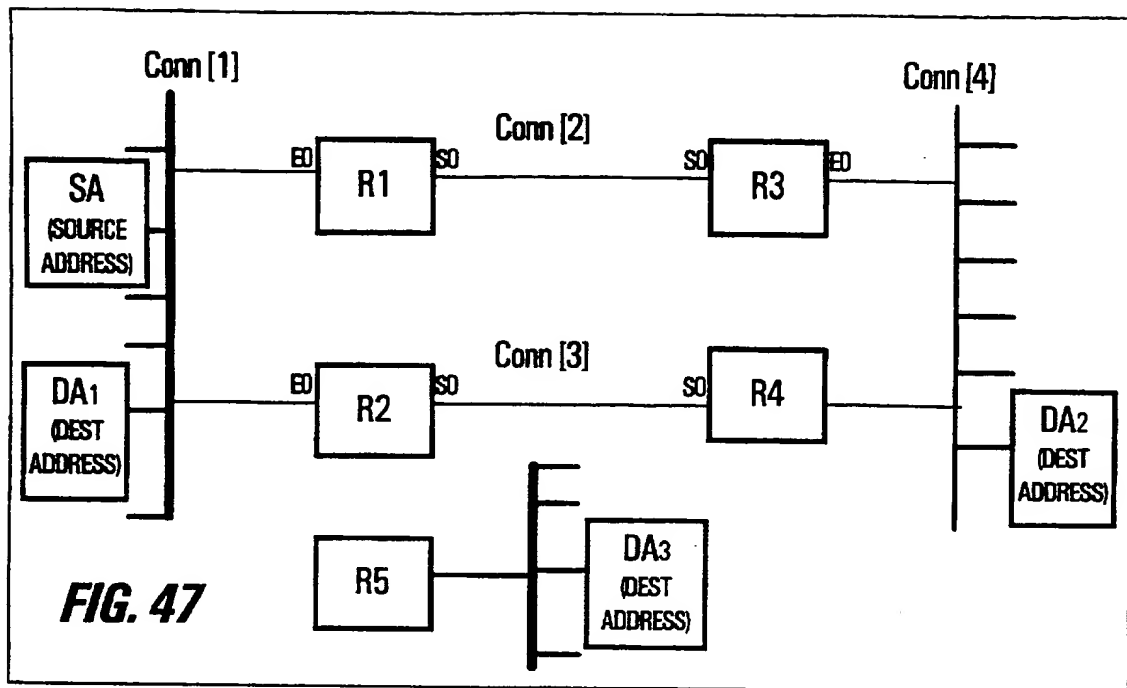 Conn [1]
Conn [4]
Conn [2]
E0
R1
S0
S0
R3
E0
SA
(SOURCE
ADDRESS)
Conn [3]
E0
R2
S0
S0
R4
DA1
(DEST
ADDRESS)
DA2
(DEST
ADDRESS)
R5
DA3
(DEST
ADDRESS)
FIG. 47